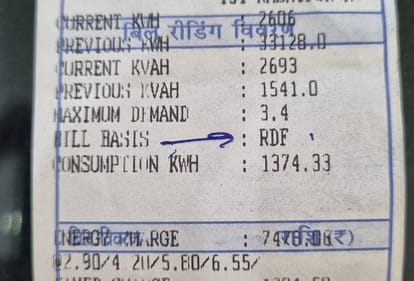 CURRENT KWH : 2606
बिल रीडिंग विवरण
PREVIOUS KWH : 33128.0
CURRENT KVAH : 2693
PREVIOUS KVAH : 1541.0
MAXIMUM DEMAND : 3.4
BILL BASIS : RDF
CONSUMPTION KWH : 1374.33
बिल विवरण राशि (₹)
ENERGY CHARGE :
@2.90/4.20/5.80/6.55/